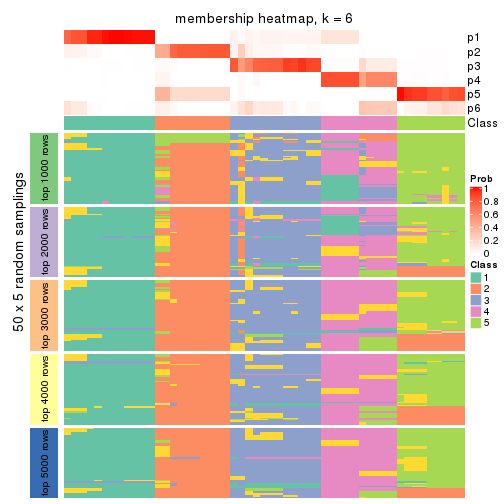 membership heatmap, k = 6
p1
p2
p3
p4
p5
p6
Class
50 x 5 random samplings
top 1000 rows
top 2000 rows
top 3000 rows
top 4000 rows
top 5000 rows
Prob
1
0.8
0.6
0.4
0.2
0
Class
1
2
3
4
5